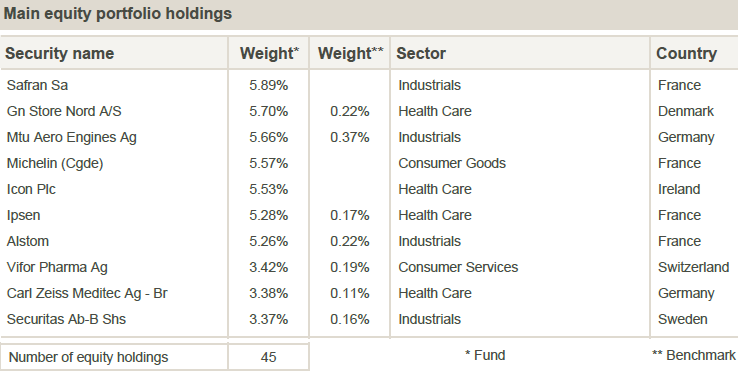 Main equity portfolio holdings
Security name Weight* Weight** Sector Country
Safran Sa 5.89% Industrials France
Gn Store Nord A/S 5.70% 0.22% Health Care Denmark
Mtu Aero Engines Ag 5.66% 0.37% Industrials Germany
Michelin (Cgde) 5.57% Consumer Goods France
Icon Plc 5.53% Health Care Ireland
Ipsen 5.28% 0.17% Health Care France
Alstom 5.26% 0.22% Industrials France
Vifor Pharma Ag 3.42% 0.19% Consumer Services Switzerland
Carl Zeiss Meditec Ag - Br 3.38% 0.11% Health Care Germany
Securitas Ab-B Shs 3.37% 0.16% Industrials Sweden
Number of equity holdings 45 * Fund ** Benchmark